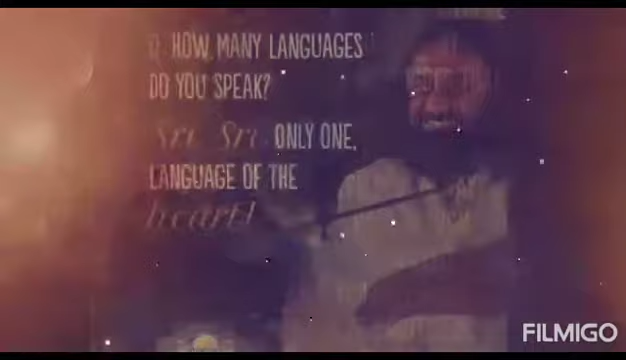 Q. HOW MANY LANGUAGES
DO YOU SPEAK?
Sri Sri ONLY ONE,
LANGUAGE OF THE
heart!
FILMIGO